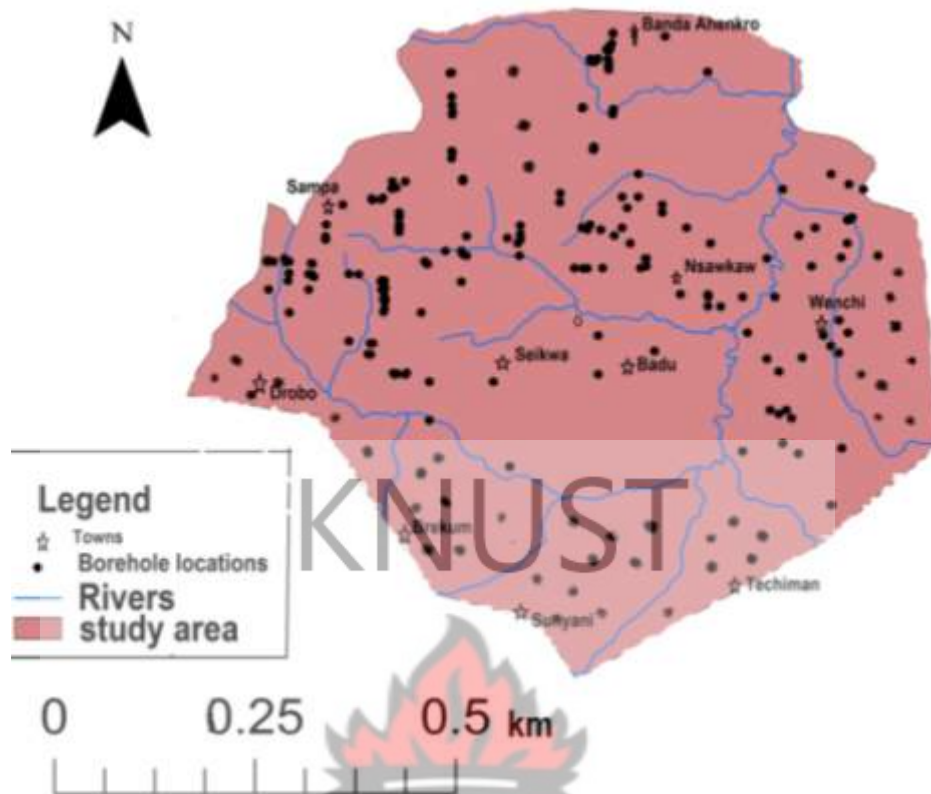 N
Banda Ahenkro
Sampa
Nsawkaw
Wenchi
Seikwa
Badu
Drobo
KNUST
Legend
Towns
Borehole locations
Rivers
study area
Techiman
Sunyani
0 0.25 0.5 km